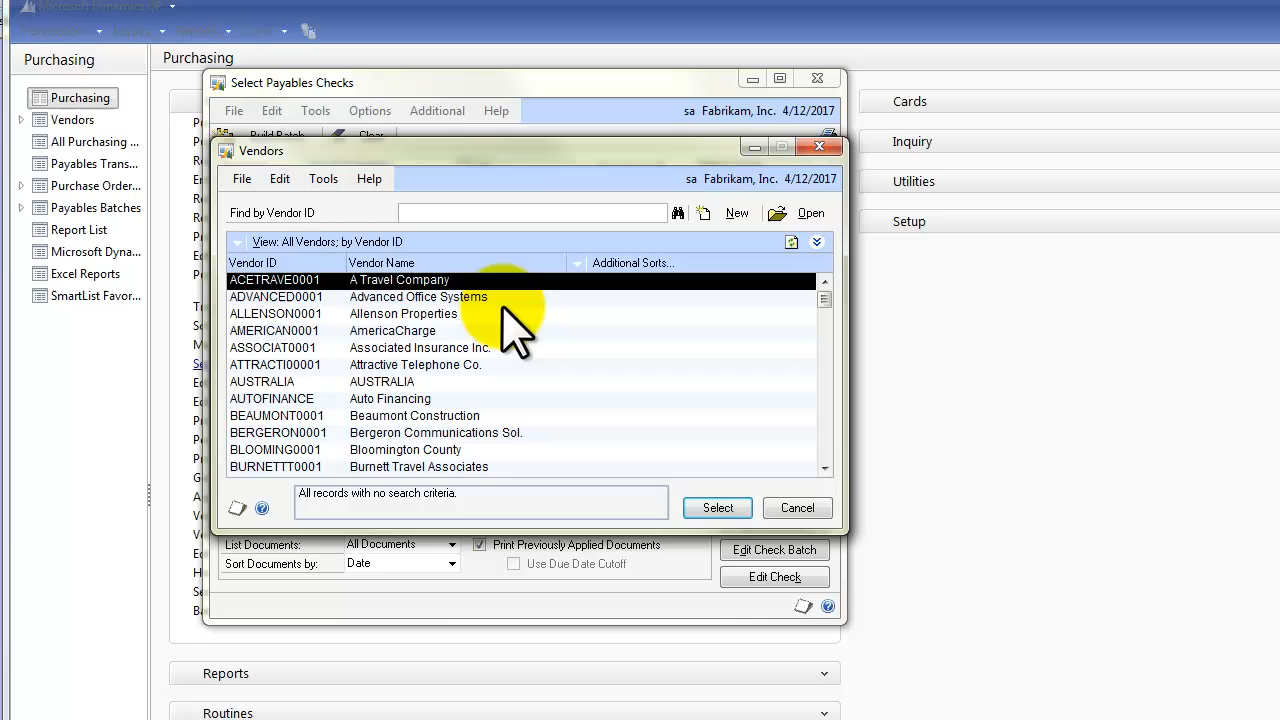 Microsoft Dynamics GP
Purchasing
Purchasing
Vendors
All Purchasing ...
Payables Trans...
Purchase Order...
Payables Batches
Report List
Microsoft Dyna...
Excel Reports
SmartList Favor...
Purchasing
Select Payables Checks
File Edit Tools Options Additional Help
sa Fabrikam, Inc. 4/12/2017
Build Batch Clear
Vendors
File Edit Tools Help
sa Fabrikam, Inc. 4/12/2017
Find by Vendor ID
New Open
View: All Vendors; by Vendor ID
Vendor ID Vendor Name Additional Sorts...
ACETRAVE0001 A Travel Company
ADVANCED0001 Advanced Office Systems
ALLENSON0001 Allenson Properties
AMERICAN0001 AmericaCharge
ASSOCIAT0001 Associated Insurance Inc.
ATTRACTI00001 Attractive Telephone Co.
AUSTRALIA AUSTRALIA
AUTOFINANCE Auto Financing
BEAUMONT0001 Beaumont Construction
BERGERON0001 Bergeron Communications Sol.
BLOOMING0001 Bloomington County
BURNETTT0001 Burnett Travel Associates
All records with no search criteria.
Select Cancel
List Documents: All Documents
Print Previously Applied Documents
Sort Documents by: Date
Use Due Date Cutoff
Edit Check Batch
Edit Check
Reports
Routines
Cards
Inquiry
Utilities
Setup